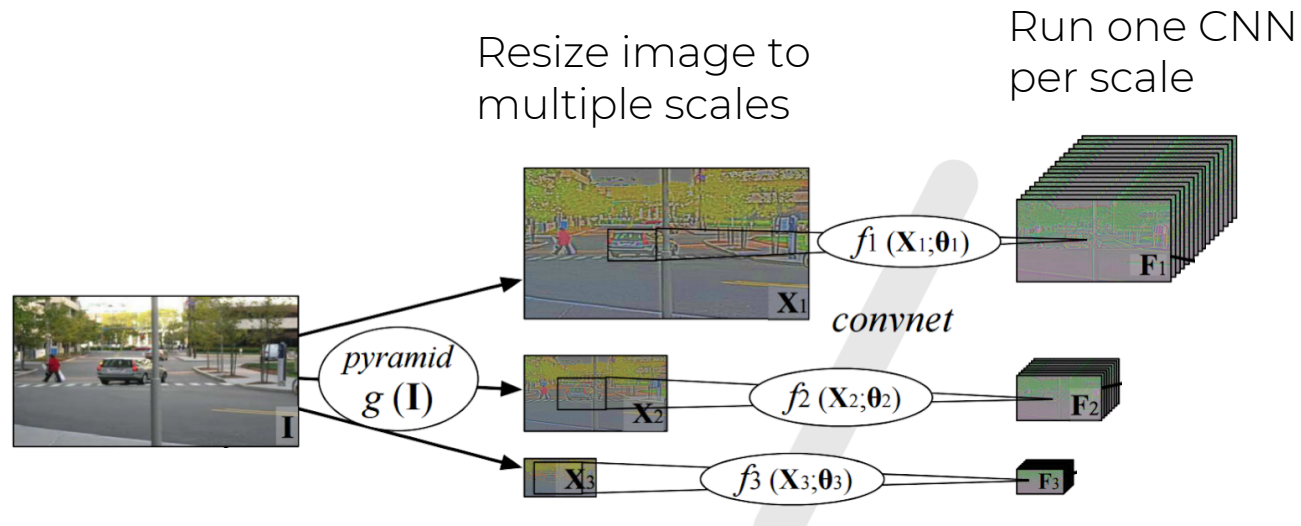 Resize image to
multiple scales
Run one CNN
per scale
I
pyramid
g (I)
X1
f1 (X1;θ1)
F1
convnet
X2
f2 (X2;θ2)
F2
X3
f3 (X3;θ3)
F3